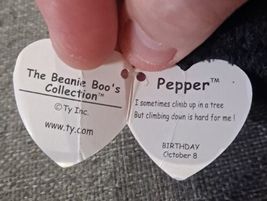 The Beanie Boo's
Collection™
© Ty Inc.
www.ty.com
Pepper™
I sometimes climb up in a tree
But climbing down is hard for me !
BIRTHDAY
October 8